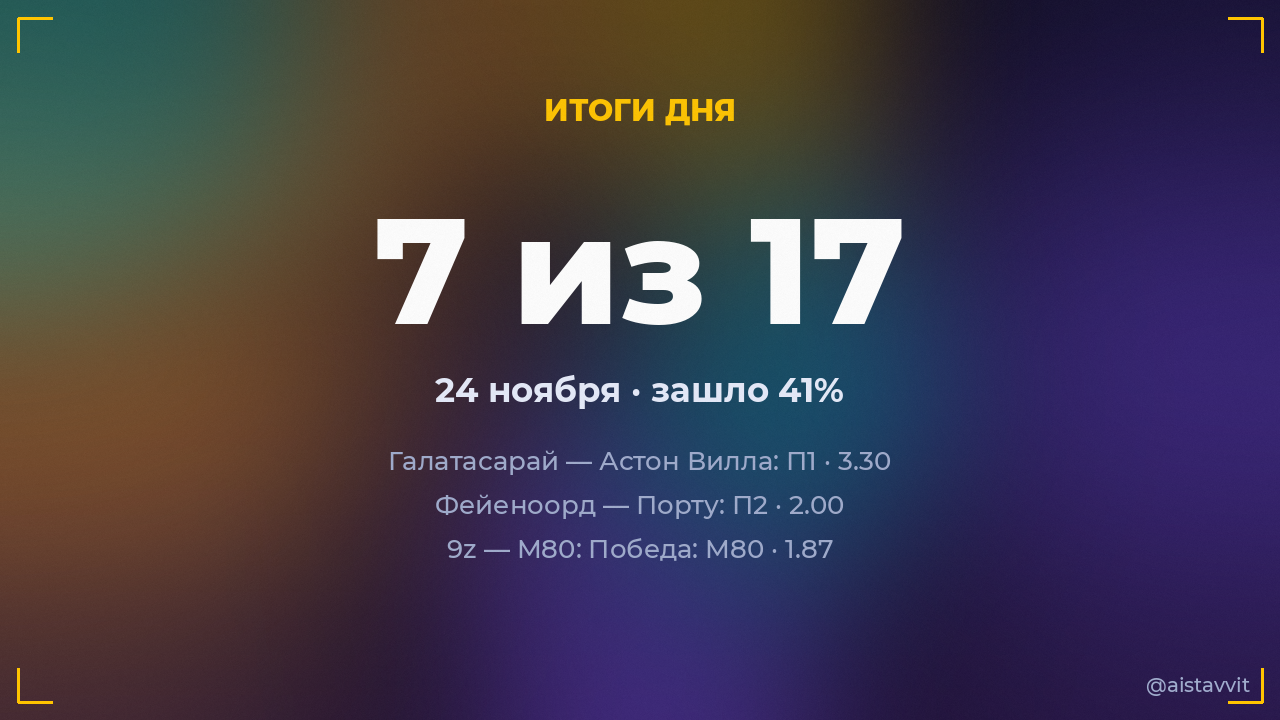 ИТОГИ ДНЯ
7 из 17
24 ноября · зашло 41%
Галатасарай — Астон Вилла: П1 · 3.30
Фейеноорд — Порту: П2 · 2.00
9z — M80: Победа: M80 · 1.87
@aistavvit